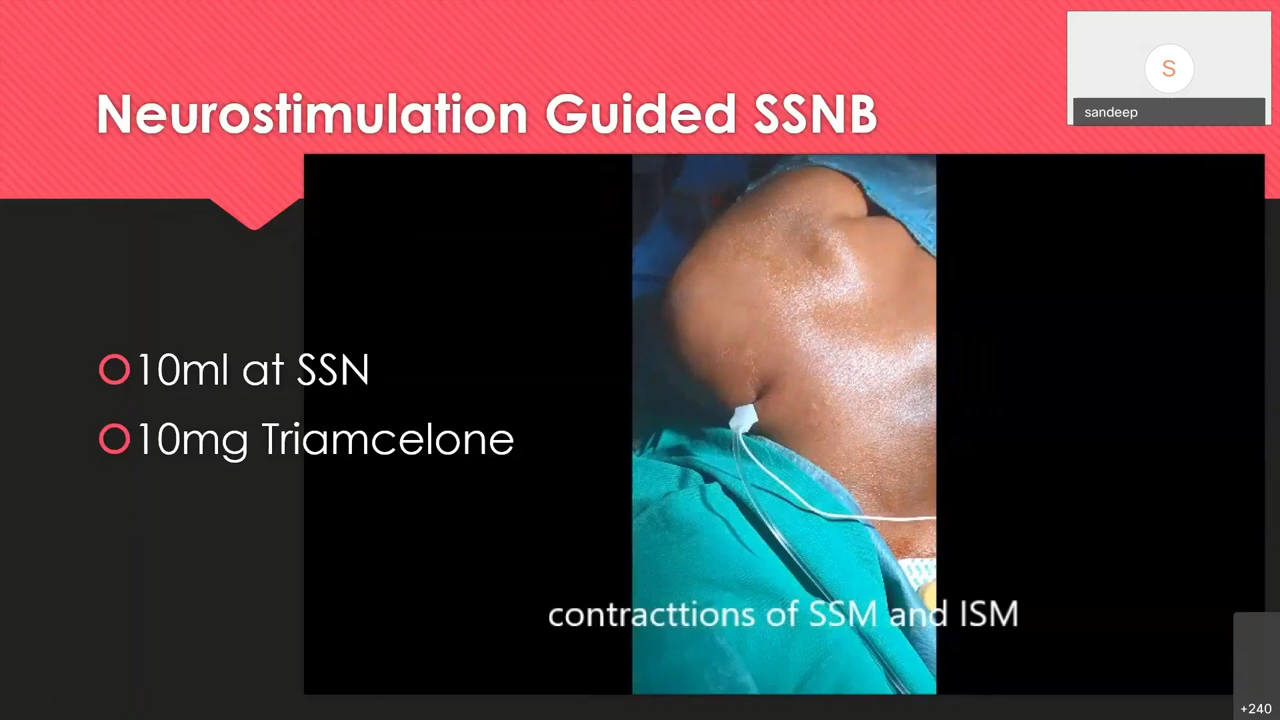 Neurostimulation Guided SSNB
S
sandeep
10ml at SSN
10mg Triamcelone
contracttions of SSM and ISM
+240